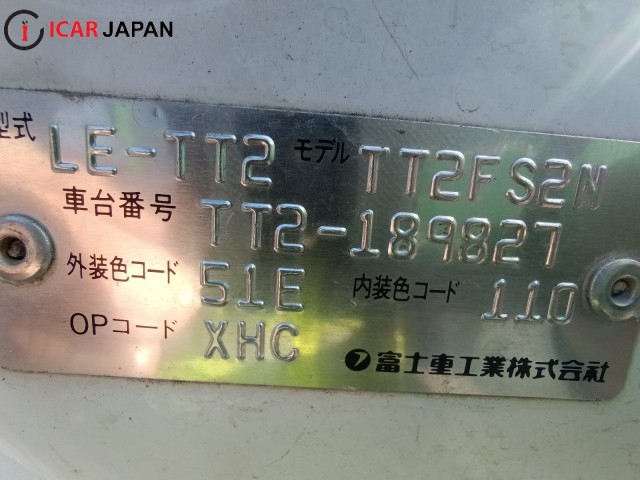 ICAR JAPAN
型式 LE-TT2 モデル TT2FS2N
車台番号 TT2-189827
外装色コード 51E 内装色コード 110
OPコード XHC
富士重工業株式会社